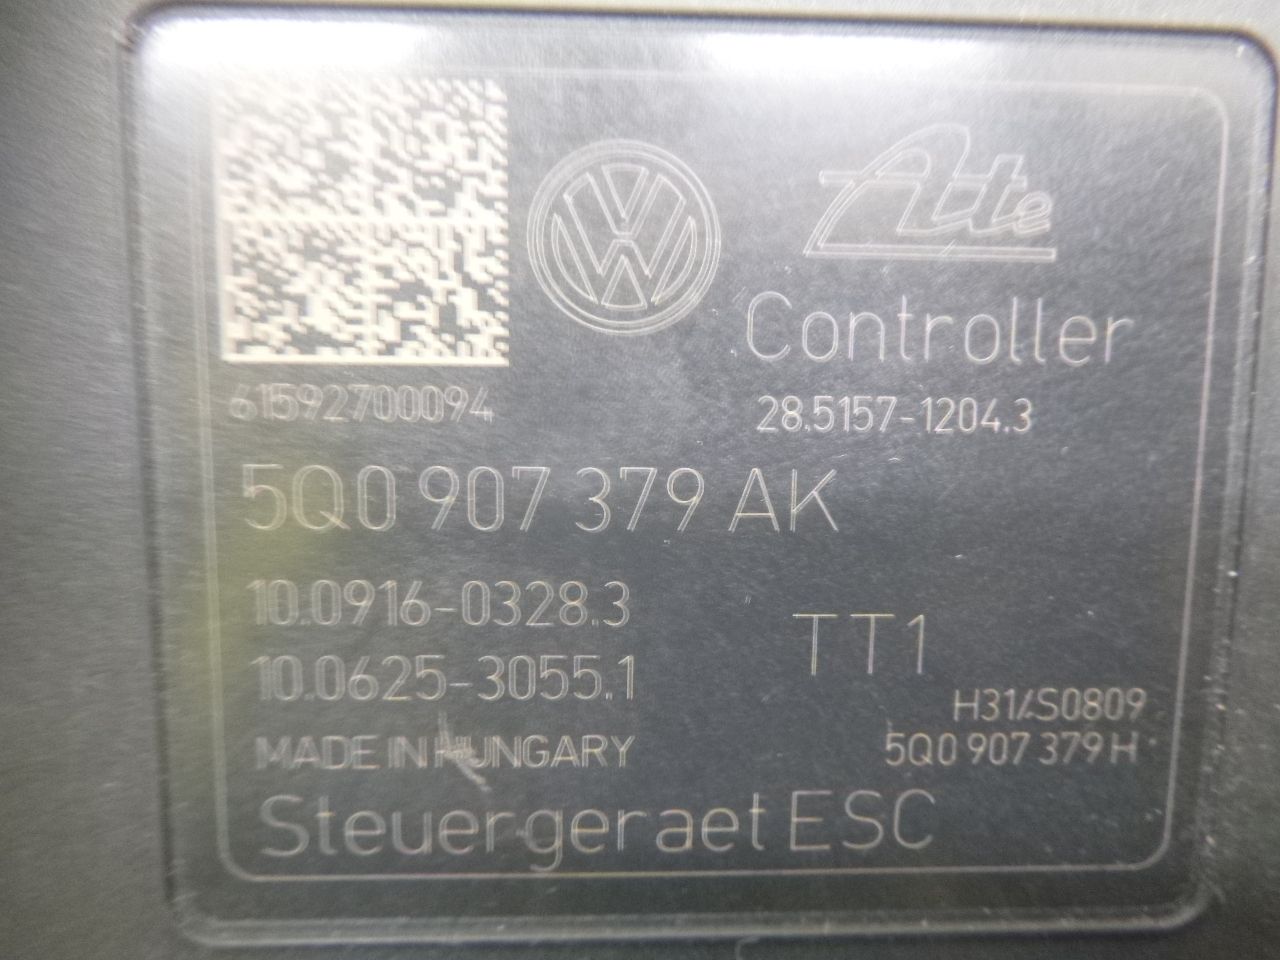 Ate
Controller
61592700094
28.5157-1204.3
5Q0 907 379 AK
10.0916-0328.3
10.0625-3055.1
TT1
H31/S0809
MADE IN HUNGARY
5Q0 907 379 H
Steuergeraet ESC